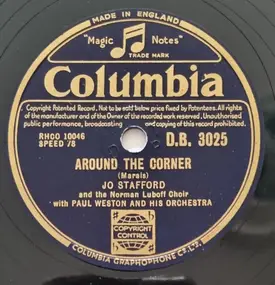 MADE IN ENGLAND
"Magic Notes"
TRADE MARK
Columbia
Copyright Patented Record. Not to be sold below price fixed by Patentees. All rights
of the manufacturer and of the Owner of the recorded work reserved. Unauthorised
public performance, broadcasting and copying of this record prohibited.
RHCO 10046
SPEED 78
D.B. 3025
AROUND THE CORNER
(Marais)
JO STAFFORD
and the Norman Luboff Choir
with PAUL WESTON AND HIS ORCHESTRA
COPYRIGHT
CONTROL
COLUMBIA GRAPHOPHONE Co. LTD.